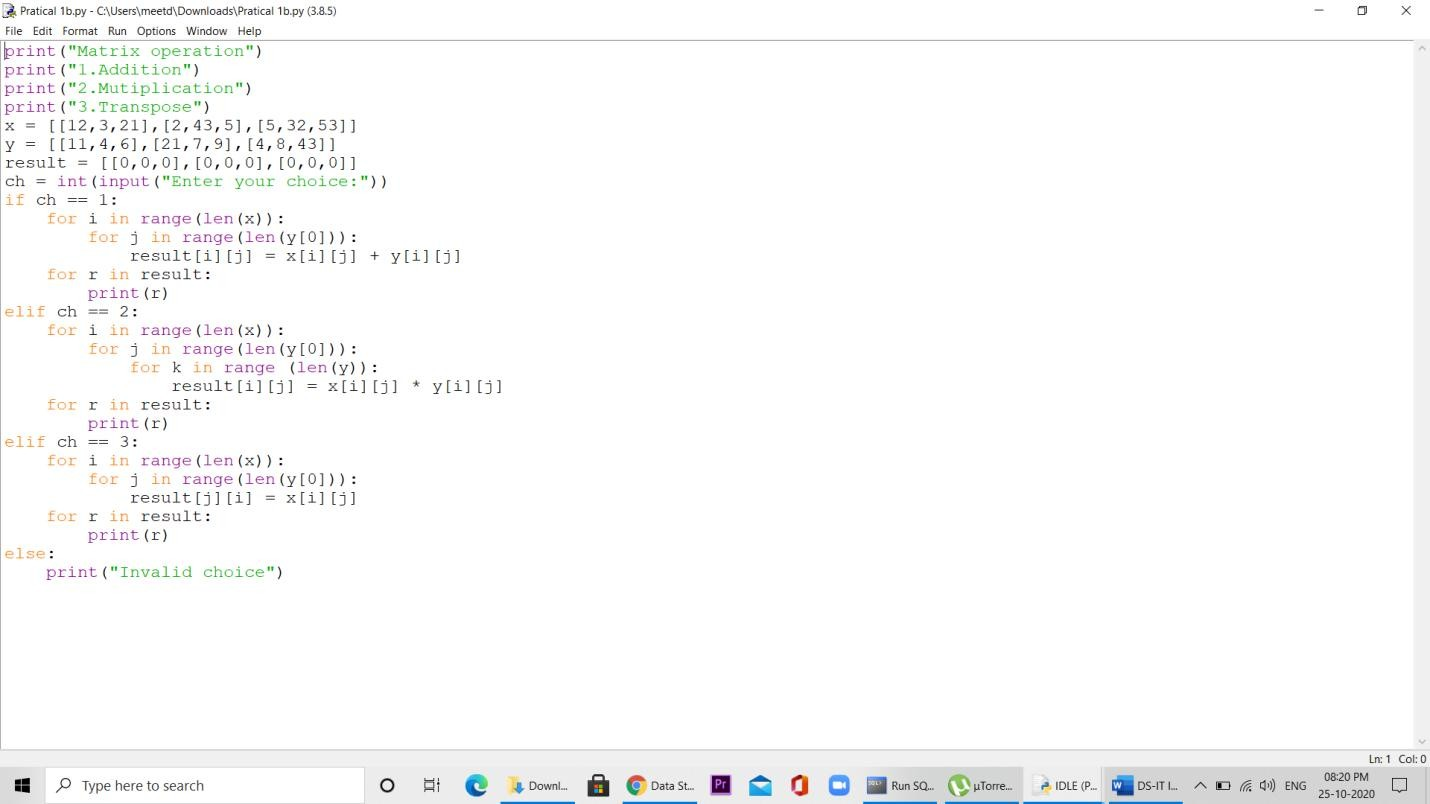 Pratical 1b.py - C:\Users\meetd\Downloads\Pratical 1b.py (3.8.5)
File Edit Format Run Options Window Help
print("Matrix operation")
print("1.Addition")
print("2.Mutiplication")
print("3.Transpose")
x = [[12,3,21],[2,43,5],[5,32,53]]
y = [[11,4,6],[21,7,9],[4,8,43]]
result = [[0,0,0],[0,0,0],[0,0,0]]
ch = int(input("Enter your choice:"))
if ch == 1:
    for i in range(len(x)):
        for j in range(len(y[0])):
            result[i][j] = x[i][j] + y[i][j]
    for r in result:
        print(r)
elif ch == 2:
    for i in range(len(x)):
        for j in range(len(y[0])):
            for k in range (len(y)):
                result[i][j] = x[i][j] * y[i][j]
    for r in result:
        print(r)
elif ch == 3:
    for i in range(len(x)):
        for j in range(len(y[0])):
            result[j][i] = x[i][j]
    for r in result:
        print(r)
else:
    print("Invalid choice")
Ln: 1 Col: 0
Type here to search
Downl...
Data St...
Pr
Run SQ...
µTorre...
IDLE (P...
W
DS-IT I...
ENG
08:20 PM
25-10-2020